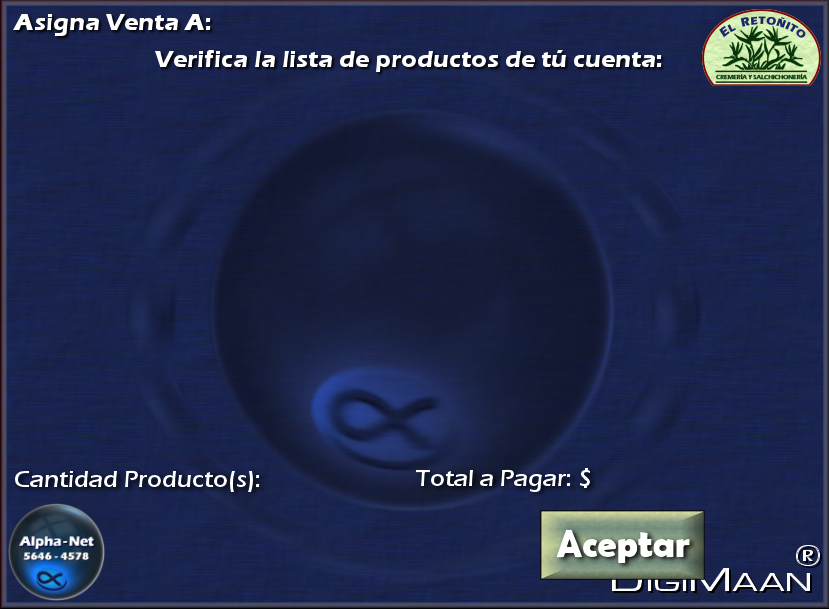 Asigna Venta A:
EL RETOÑITO
Verifica la lista de productos de tú cuenta:
CREMERÍA Y SALCHICHONERÍA
Cantidad Producto(s):
Total a Pagar: $
Alpha-Net
5646 - 4578
Aceptar
®
DIGIMAAN